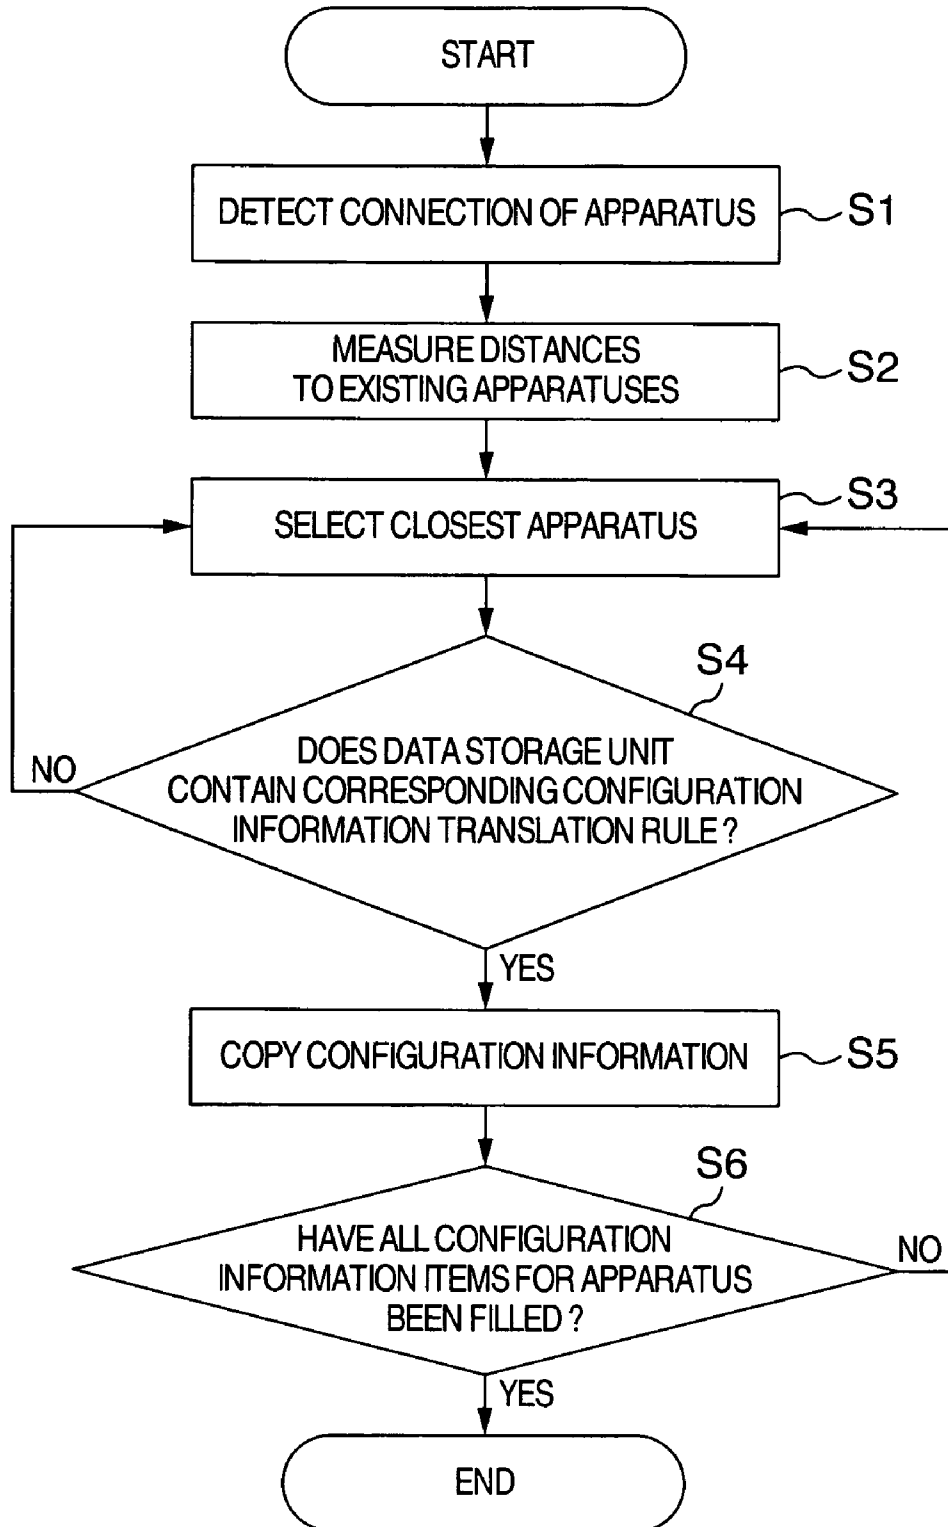 START
DETECT CONNECTION OF APPARATUS
S1
MEASURE DISTANCES
TO EXISTING APPARATUSES
S2
SELECT CLOSEST APPARATUS
S3
S4
DOES DATA STORAGE UNIT
CONTAIN CORRESPONDING CONFIGURATION
INFORMATION TRANSLATION RULE ?
NO
YES
COPY CONFIGURATION INFORMATION
S5
S6
HAVE ALL CONFIGURATION
INFORMATION ITEMS FOR APPARATUS
BEEN FILLED ?
NO
YES
END